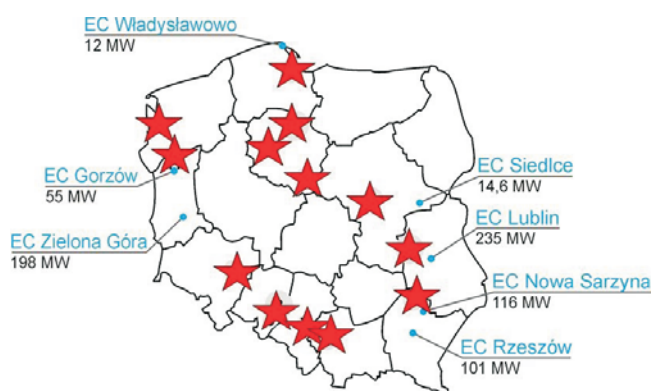 EC Władysławowo
12 MW
EC Gorzów
55 MW
EC Zielona Góra
198 MW
EC Siedlce
14,6 MW
EC Lublin
235 MW
EC Nowa Sarzyna
116 MW
EC Rzeszów
101 MW